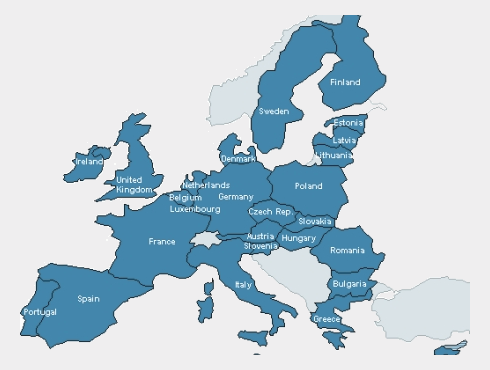 Finland
Sweden
Estonia
Latvia
Lithuania
Denmark
Ireland
United
Kingdom
Netherlands
Belgium
Germany
Poland
Luxembourg
Czech Rep.
Slovakia
France
Austria
Hungary
Slovenia
Romania
Italy
Bulgaria
Spain
Portugal
Greece